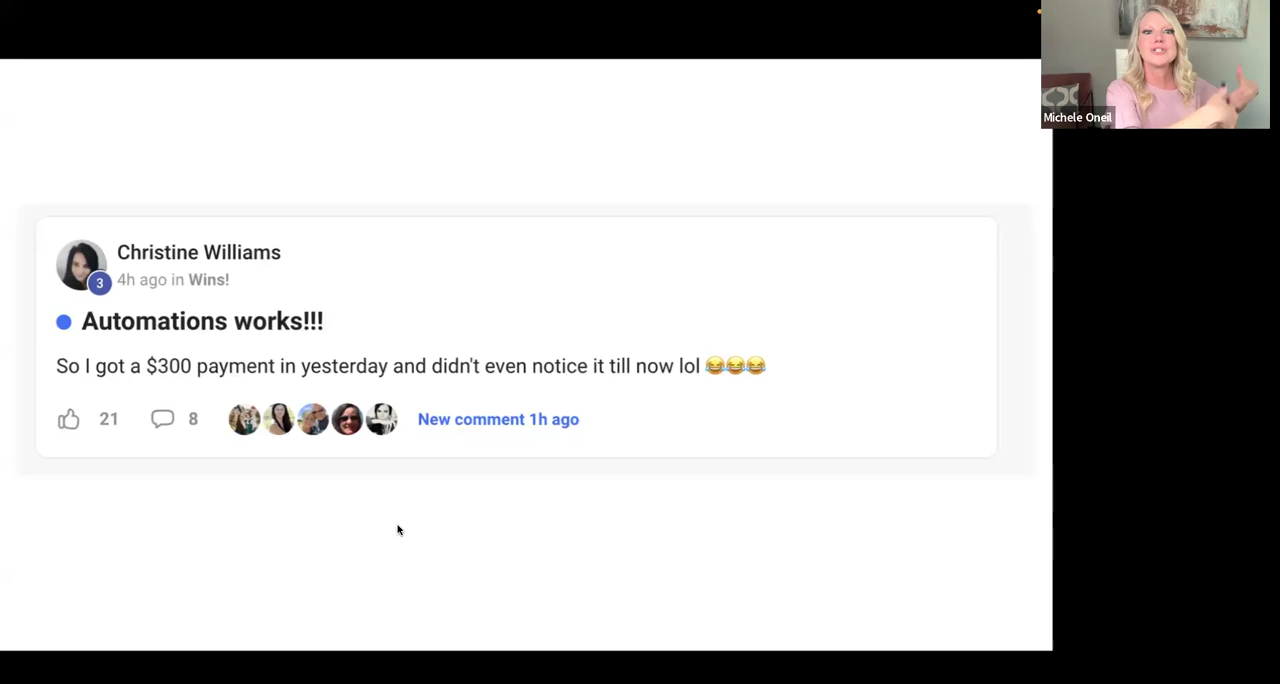 Michele Oneil
Christine Williams
3
4h ago in Wins!
Automations works!!!
So I got a $300 payment in yesterday and didn't even notice it till now lol 😂😂😂
21 8 New comment 1h ago